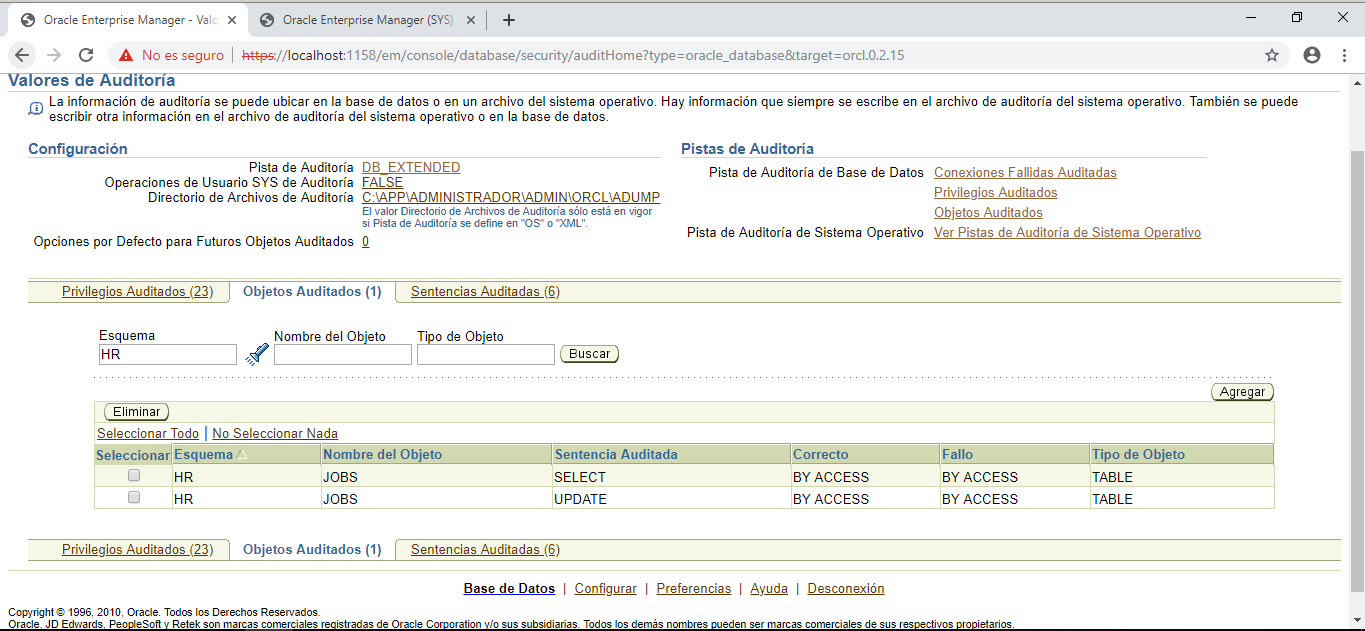 Oracle Enterprise Manager - Valo
Oracle Enterprise Manager (SYS)
No es seguro
https://localhost:1158/em/console/database/security/auditHome?type=oracle_database&target=orcl.0.2.15
Valores de Auditoría
La información de auditoría se puede ubicar en la base de datos o en un archivo del sistema operativo. Hay información que siempre se escribe en el archivo de auditoría del sistema operativo. También se puede
escribir otra información en el archivo de auditoría del sistema operativo o en la base de datos.
Configuración
Pista de Auditoría DB_EXTENDED
Operaciones de Usuario SYS de Auditoría FALSE
Directorio de Archivos de Auditoría C:\APP\ADMINISTRADOR\ADMIN\ORCL\ADUMP
El valor Directorio de Archivos de Auditoría sólo está en vigor
si Pista de Auditoría se define en "OS" o "XML".
Opciones por Defecto para Futuros Objetos Auditados 0
Pistas de Auditoría
Pista de Auditoría de Base de Datos Conexiones Fallidas Auditadas
Privilegios Auditados
Objetos Auditados
Pista de Auditoría de Sistema Operativo Ver Pistas de Auditoría de Sistema Operativo
Privilegios Auditados (23) Objetos Auditados (1) Sentencias Auditadas (6)
Esquema Nombre del Objeto Tipo de Objeto
HR Buscar
Agregar
Eliminar
Seleccionar Todo | No Seleccionar Nada
Seleccionar Esquema Nombre del Objeto Sentencia Auditada Correcto Fallo Tipo de Objeto
HR JOBS SELECT BY ACCESS BY ACCESS TABLE
HR JOBS UPDATE BY ACCESS BY ACCESS TABLE
Privilegios Auditados (23) Objetos Auditados (1) Sentencias Auditadas (6)
Base de Datos | Configurar | Preferencias | Ayuda | Desconexión
Copyright © 1996, 2010, Oracle. Todos los Derechos Reservados.
Oracle, JD Edwards, PeopleSoft y Retek son marcas comerciales registradas de Oracle Corporation y/o sus subsidiarias. Todos los demás nombres pueden ser marcas comerciales de sus respectivos propietarios.